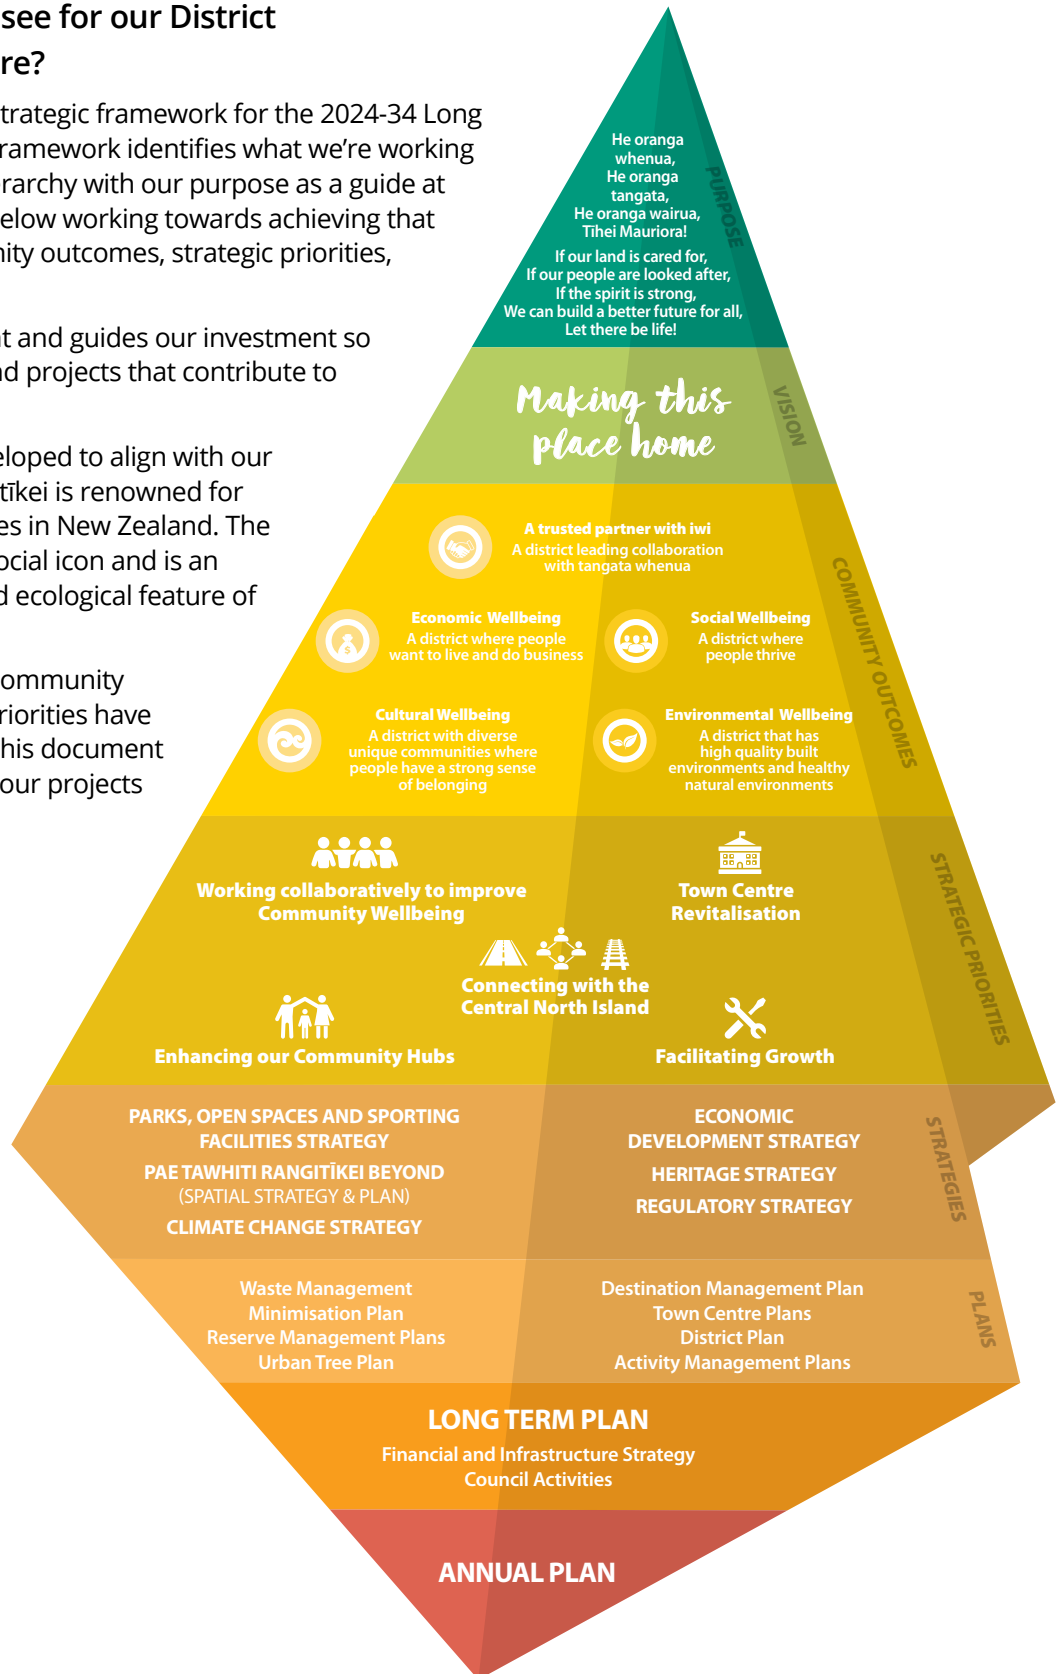 see for our District
re?
trategic framework for the 2024-34 Long
ramework identifies what we're working
rarchy with our purpose as a guide at
elow working towards achieving that
nity outcomes, strategic priorities,
t and guides our investment so
nd projects that contribute to
eloped to align with our
tīkei is renowned for
es in New Zealand. The
ocial icon and is an
d ecological feature of
ommunity
riorities have
his document
our projects
He oranga
whenua,
He oranga
tangata,
He oranga wairua,
Tīhei Mauriora!
If our land is cared for,
If our people are looked after,
If the spirit is strong,
We can build a better future for all,
Let there be life!
PURPOSE
Making this
place home
VISION
A trusted partner with iwi
A district leading collaboration
with tangata whenua
Economic Wellbeing
A district where people
want to live and do business
Social Wellbeing
A district where
people thrive
Cultural Wellbeing
A district with diverse
unique communities where
people have a strong sense
of belonging
Environmental Wellbeing
A district that has
high quality built
environments and healthy
natural environments
COMMUNITY OUTCOMES
Working collaboratively to improve
Community Wellbeing
Town Centre
Revitalisation
Connecting with the
Central North Island
Enhancing our Community Hubs
Facilitating Growth
STRATEGIC PRIORITIES
PARKS, OPEN SPACES AND SPORTING
FACILITIES STRATEGY
PAE TAWHITI RANGITĪKEI BEYOND
(SPATIAL STRATEGY & PLAN)
CLIMATE CHANGE STRATEGY
ECONOMIC
DEVELOPMENT STRATEGY
HERITAGE STRATEGY
REGULATORY STRATEGY
STRATEGIES
Waste Management
Minimisation Plan
Reserve Management Plans
Urban Tree Plan
Destination Management Plan
Town Centre Plans
District Plan
Activity Management Plans
PLANS
LONG TERM PLAN
Financial and Infrastructure Strategy
Council Activities
ANNUAL PLAN